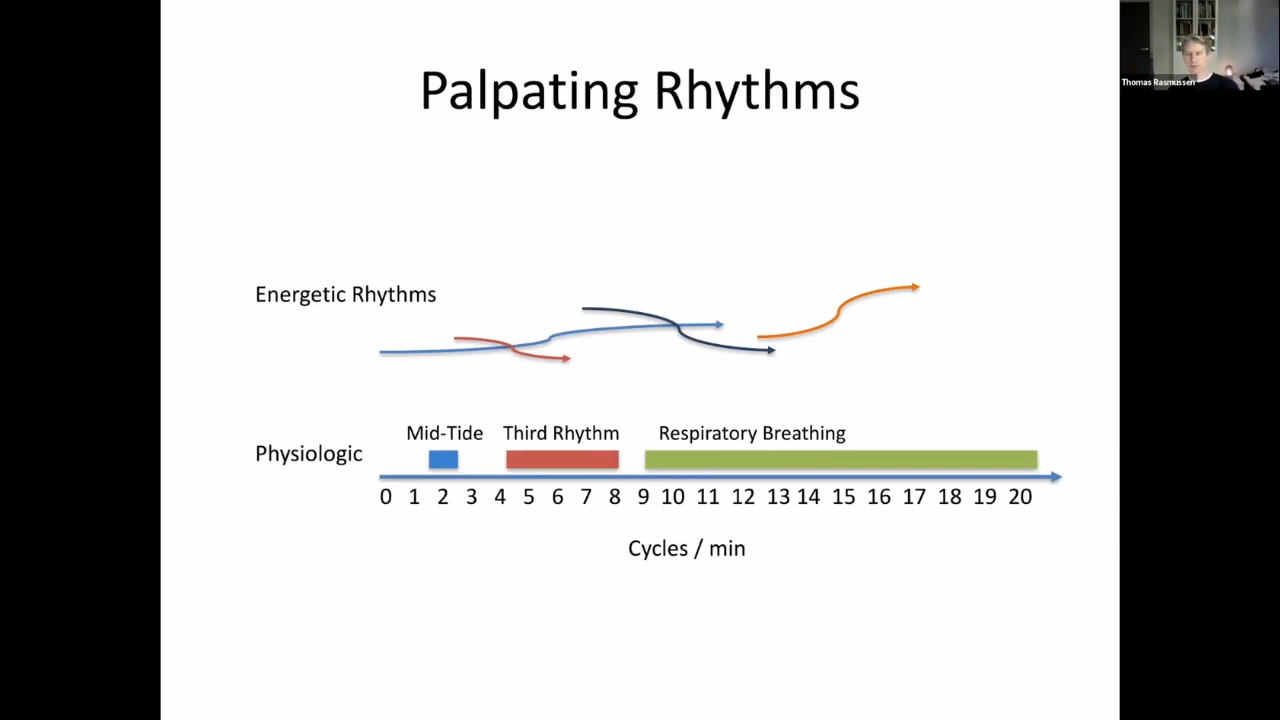 Palpating Rhythms
Thomas Rasmussen
Energetic Rhythms
Mid-Tide Third Rhythm Respiratory Breathing
Physiologic
0 1 2 3 4 5 6 7 8 9 10 11 12 13 14 15 16 17 18 19 20
Cycles / min